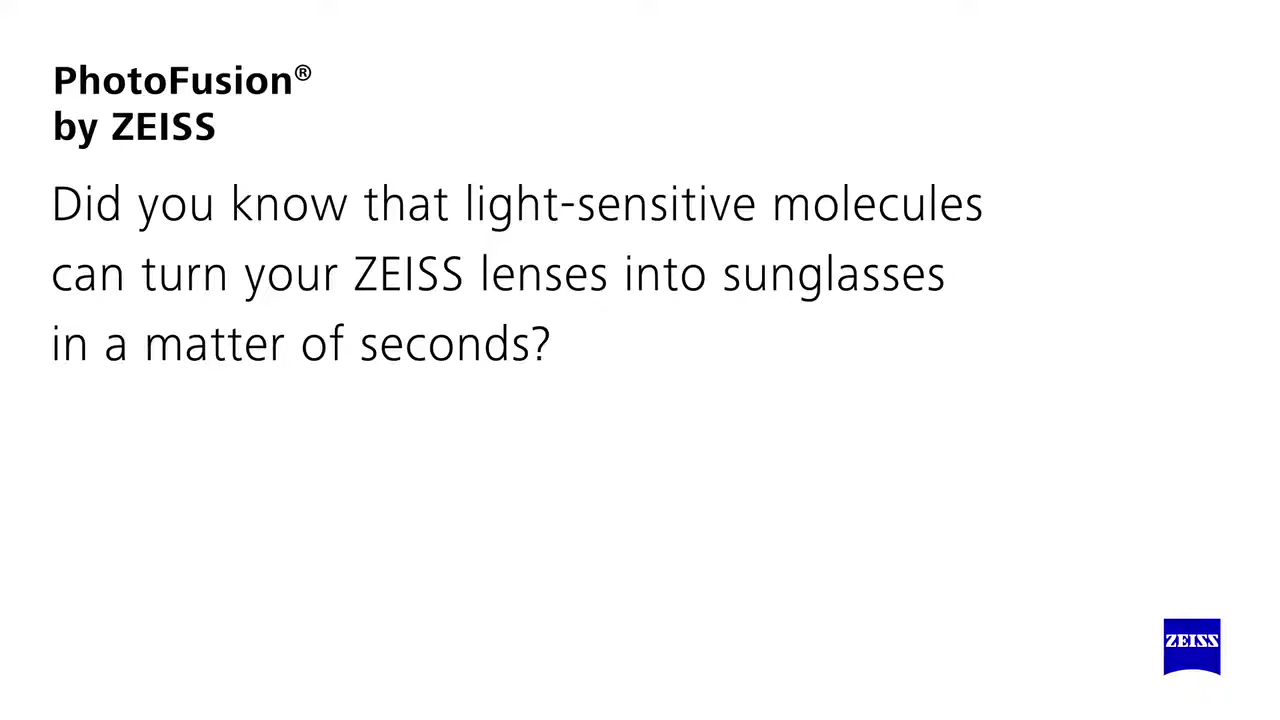 PhotoFusion®
by ZEISS
Did you know that light-sensitive molecules
can turn your ZEISS lenses into sunglasses
in a matter of seconds?
ZEISS